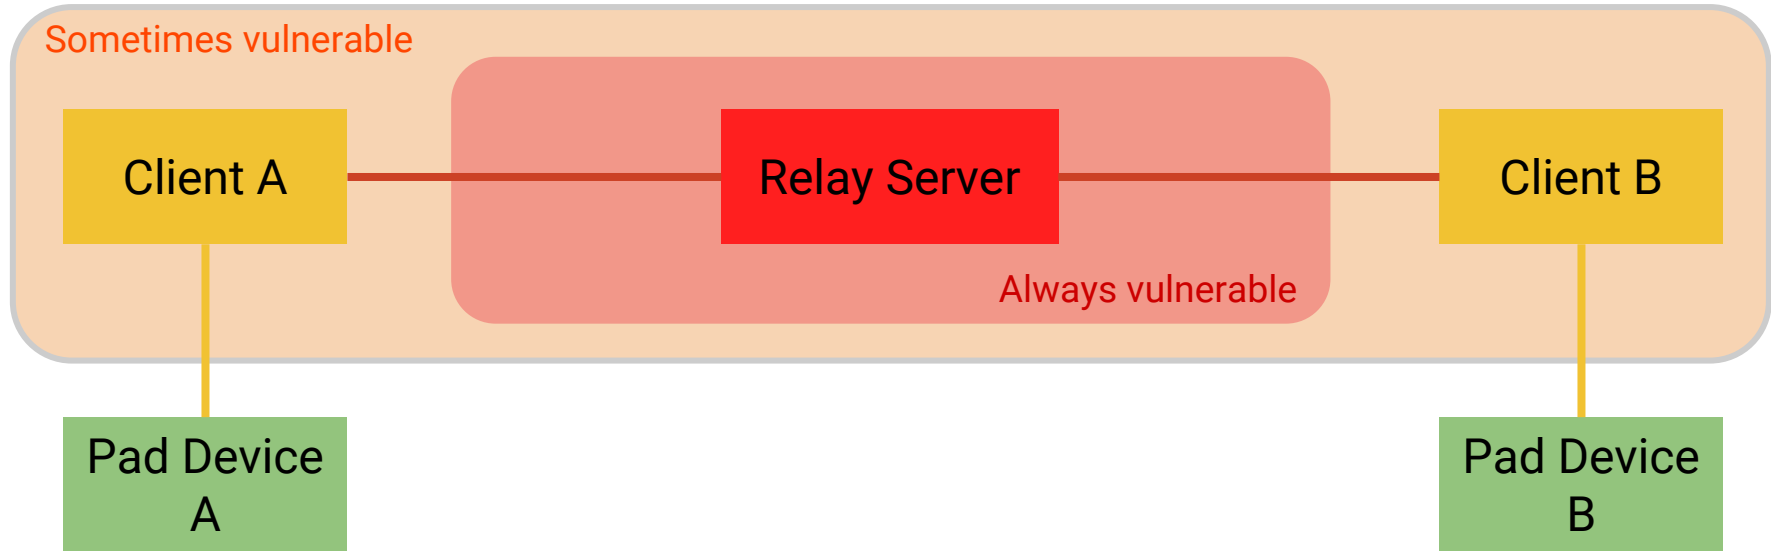 Sometimes vulnerable
Client A
Relay Server
Client B
Always vulnerable
Pad Device
A
Pad Device
B